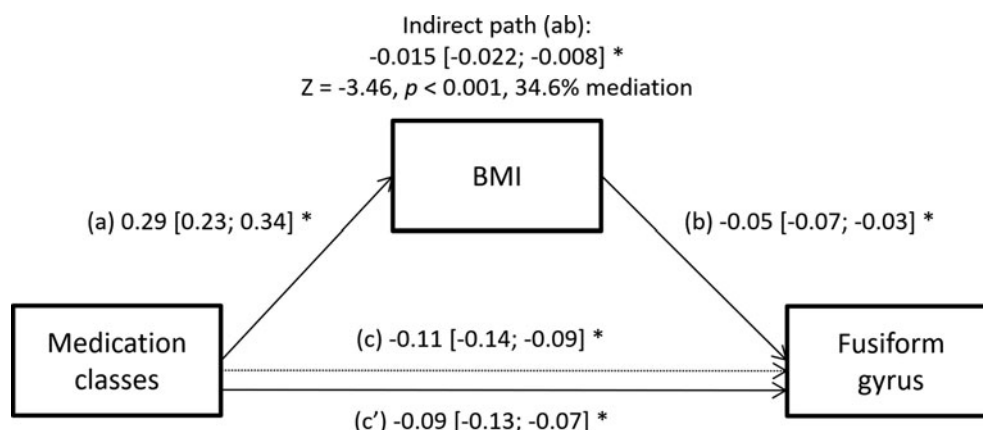 Indirect path (ab):
-0.015 [-0.022; -0.008] *
Z = -3.46, p < 0.001, 34.6% mediation
BMI
(a) 0.29 [0.23; 0.34] *
(b) -0.05 [-0.07; -0.03] *
Medication
classes
(c) -0.11 [-0.14; -0.09] *
(c’) -0.09 [-0.13; -0.07] *
Fusiform
gyrus